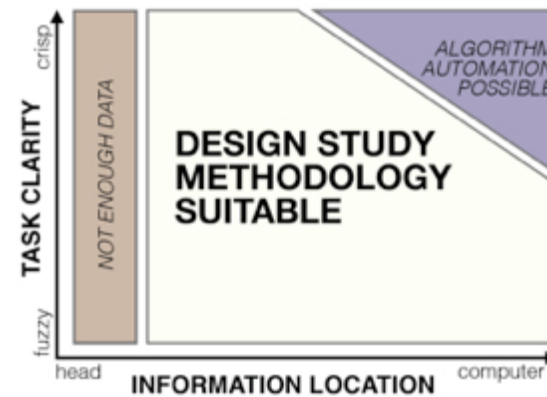 crisp
TASK CLARITY
fuzzy
NOT ENOUGH DATA
DESIGN STUDY
METHODOLOGY
SUITABLE
ALGORITHM
AUTOMATION
POSSIBLE
head
computer
INFORMATION LOCATION